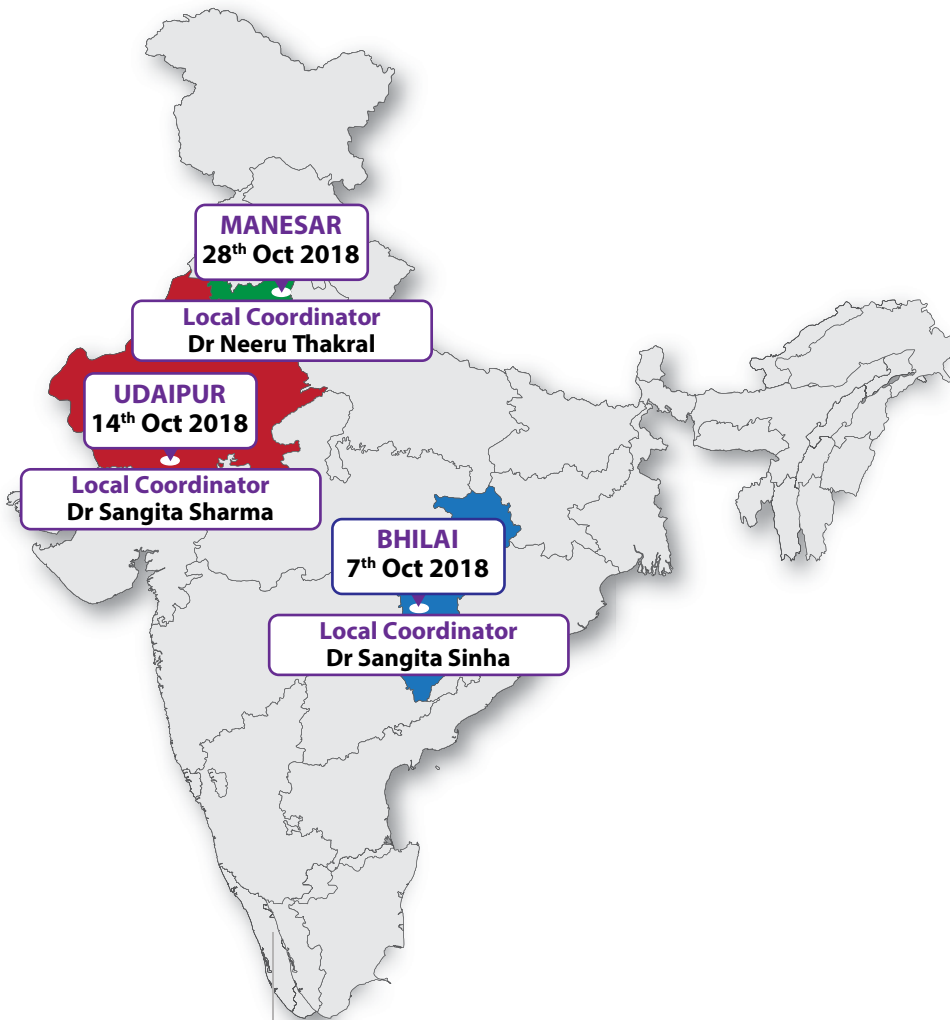 MANESAR
28th Oct 2018
Local Coordinator
Dr Neeru Thakral
UDAIPUR
14th Oct 2018
Local Coordinator
Dr Sangita Sharma
BHILAI
7th Oct 2018
Local Coordinator
Dr Sangita Sinha